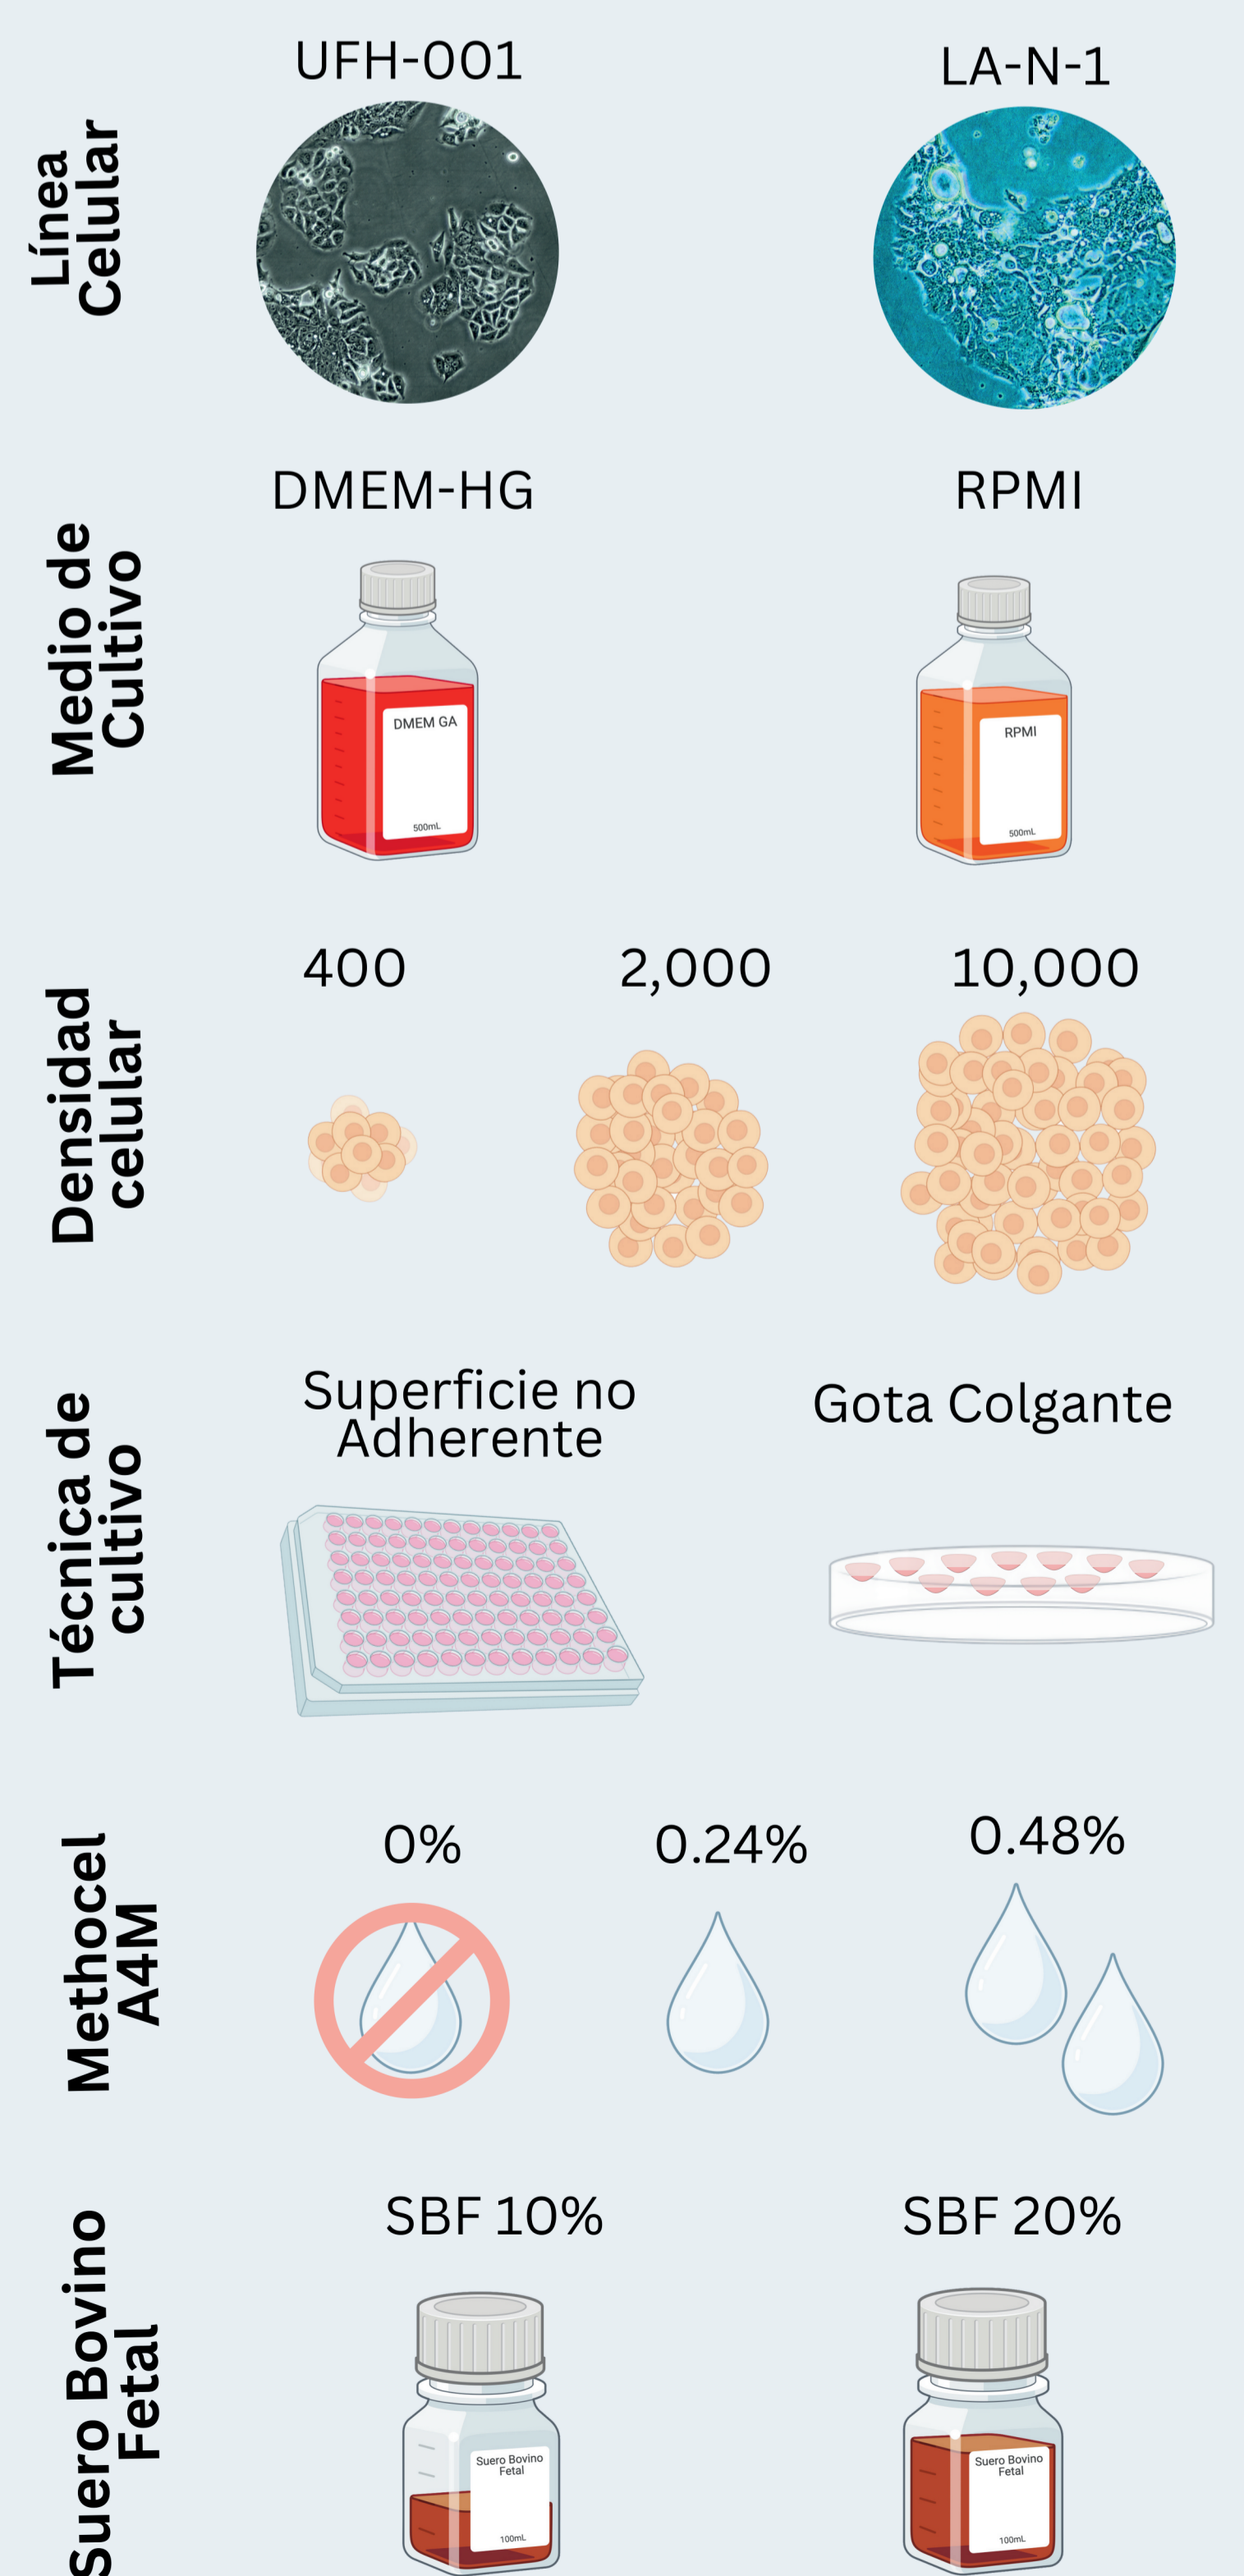 UFH-001
LA-N-1
Línea
Celular
DMEM-HG
RPMI
Medio de
Cultivo
DMEM GA
500mL
RPMI
500mL
400
2,000
10,000
Densidad
celular
Superficie no
Adherente
Gota Colgante
Técnica de
cultivo
0%
0.24%
0.48%
Methocel
A4M
SBF 10%
SBF 20%
Suero Bovino
Fetal
Suero Bovino
Fetal
100mL
Suero Bovino
Fetal
100mL